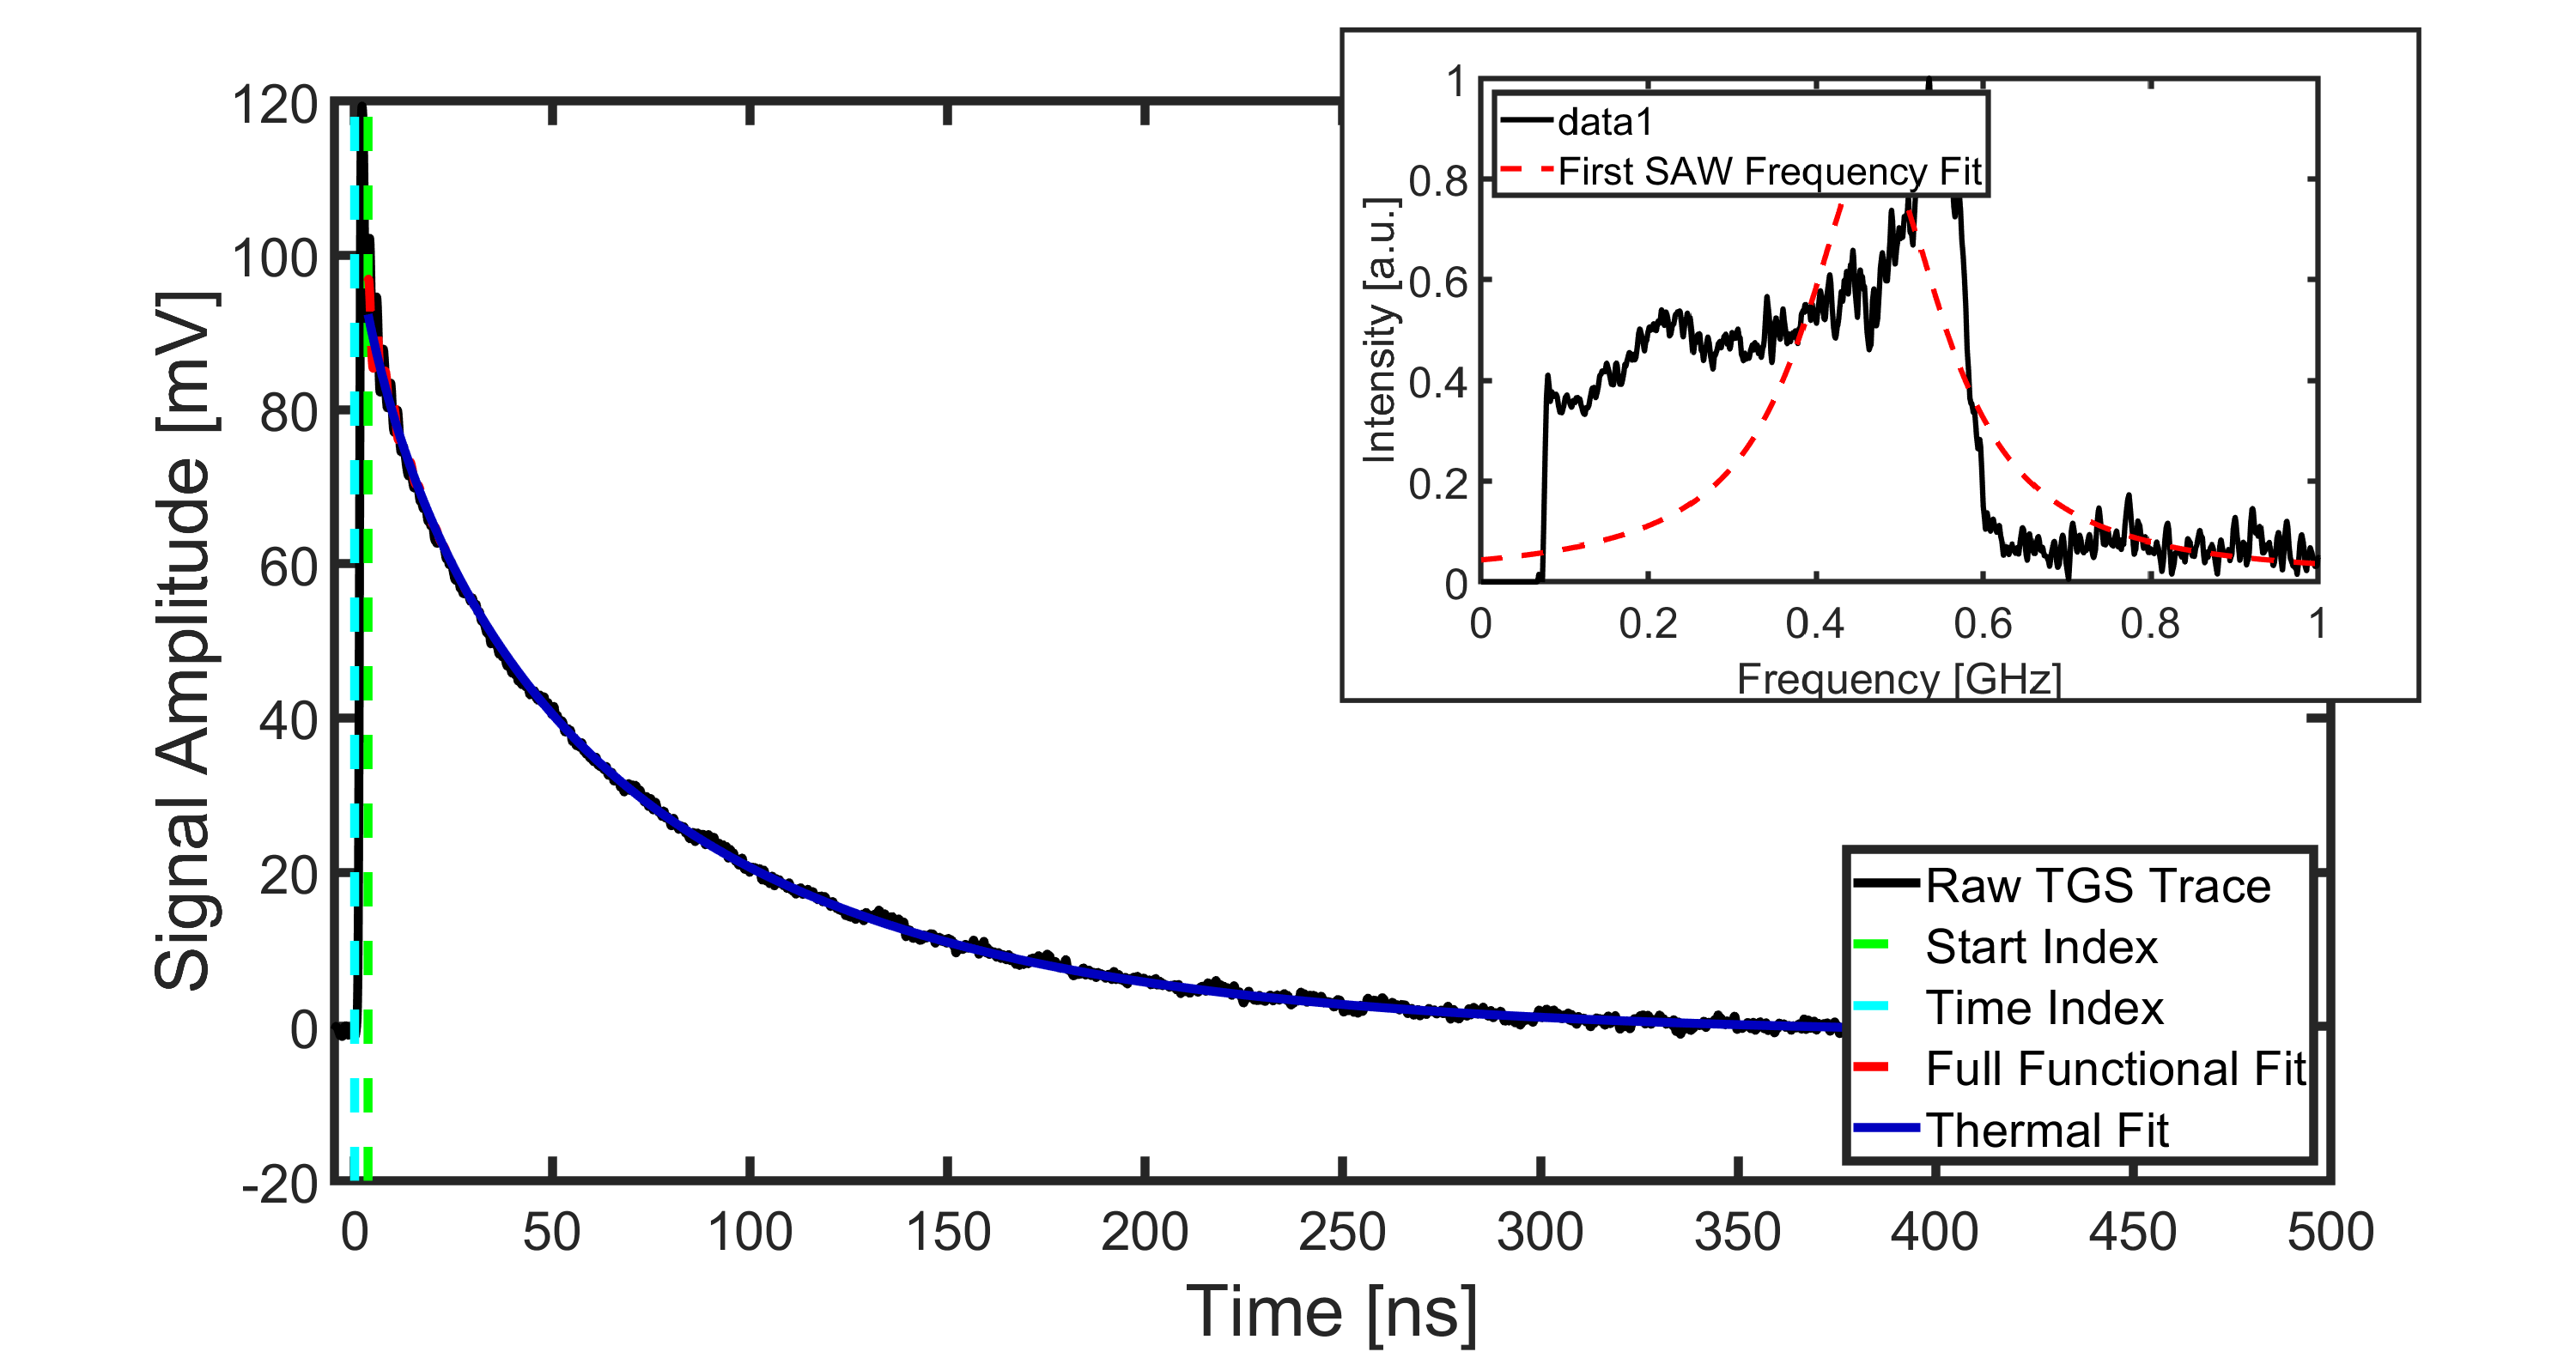 120
100
80
60
40
20
0
-20
Signal Amplitude [mV]
0 50 100 150 200 250 300 350 400 450 500
Time [ns]
1
0.8
0.6
0.4
0.2
0
Intensity [a.u.]
data1
First SAW Frequency Fit
0 0.2 0.4 0.6 0.8 1
Frequency [GHz]
Raw TGS Trace
Start Index
Time Index
Full Functional Fit
Thermal Fit